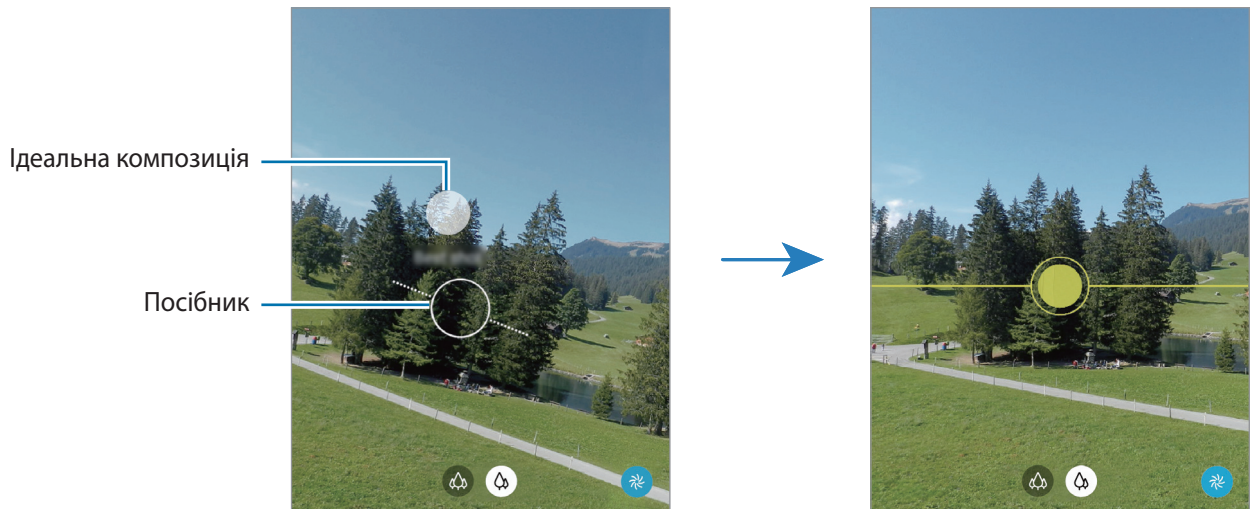 Ідеальна композиція
Посібник